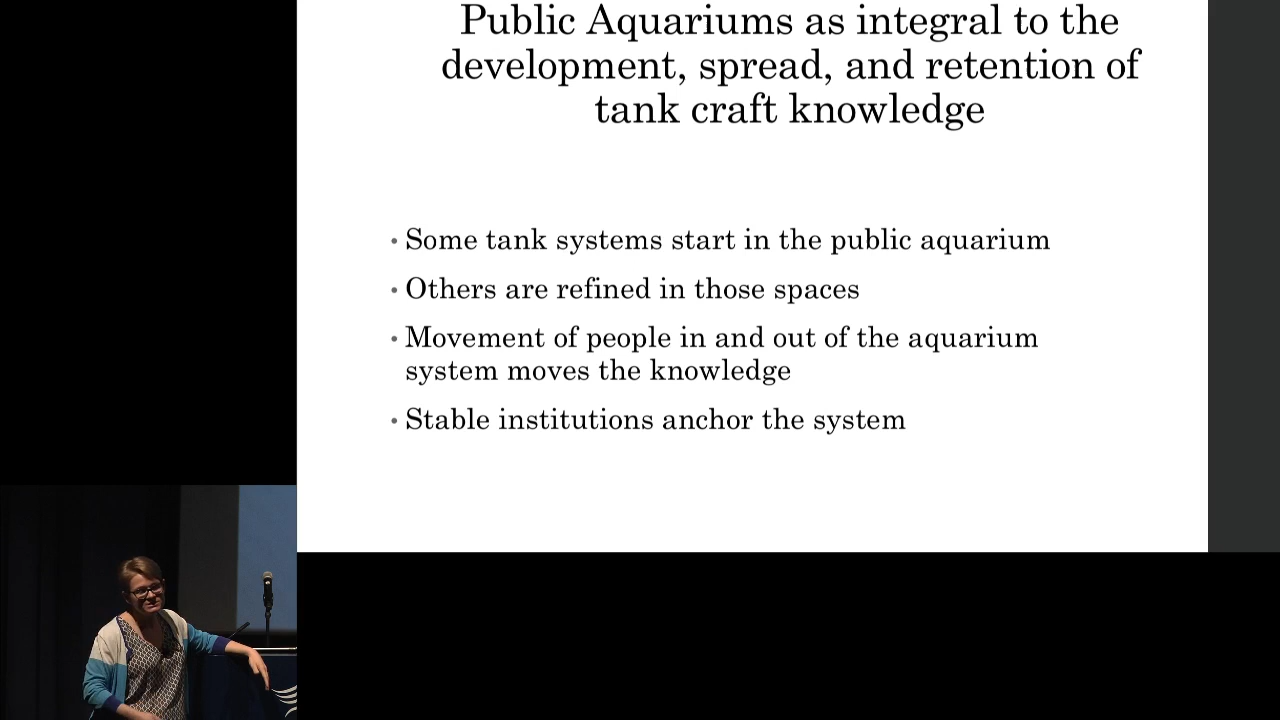 Public Aquariums as integral to the
development, spread, and retention of
tank craft knowledge
• Some tank systems start in the public aquarium
• Others are refined in those spaces
• Movement of people in and out of the aquarium
system moves the knowledge
• Stable institutions anchor the system